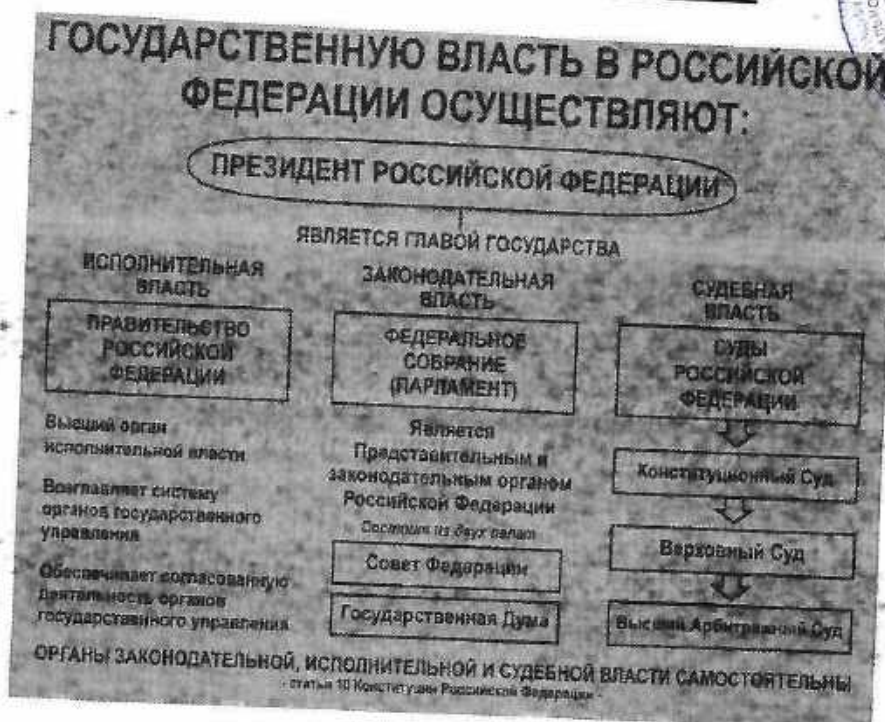 ГОСУДАРСТВЕННУЮ ВЛАСТЬ В РОССИЙСКОЙ
ФЕДЕРАЦИИ ОСУЩЕСТВЛЯЮТ:
ПРЕЗИДЕНТ РОССИЙСКОЙ ФЕДЕРАЦИИ
ЯВЛЯЕТСЯ ГЛАВОЙ ГОСУДАРСТВА
ИСПОЛНИТЕЛЬНАЯ
ВЛАСТЬ
ПРАВИТЕЛЬСТВО
РОССИЙСКОЙ
ФЕДЕРАЦИИ
Высший орган
исполнительной власти
Возглавляет систему
органов государственного
управления
Обеспечивает согласованную
деятельность органов
государственного управления
ЗАКОНОДАТЕЛЬНАЯ
ВЛАСТЬ
ФЕДЕРАЛЬНОЕ
СОБРАНИЕ
(ПАРЛАМЕНТ)
Является
Представительным и
законодательным органом
Российской Федерации
Состоит из двух палат
Совет Федерации
Государственная Дума
СУДЕБНАЯ
ВЛАСТЬ
СУДЫ
РОССИЙСКОЙ
ФЕДЕРАЦИИ
Конституционный Суд
Верховный Суд
Высший Арбитражный Суд
ОРГАНЫ ЗАКОНОДАТЕЛЬНОЙ, ИСПОЛНИТЕЛЬНОЙ И СУДЕБНОЙ ВЛАСТИ САМОСТОЯТЕЛЬНЫ
- статья 10 Конституции Российской Федерации -